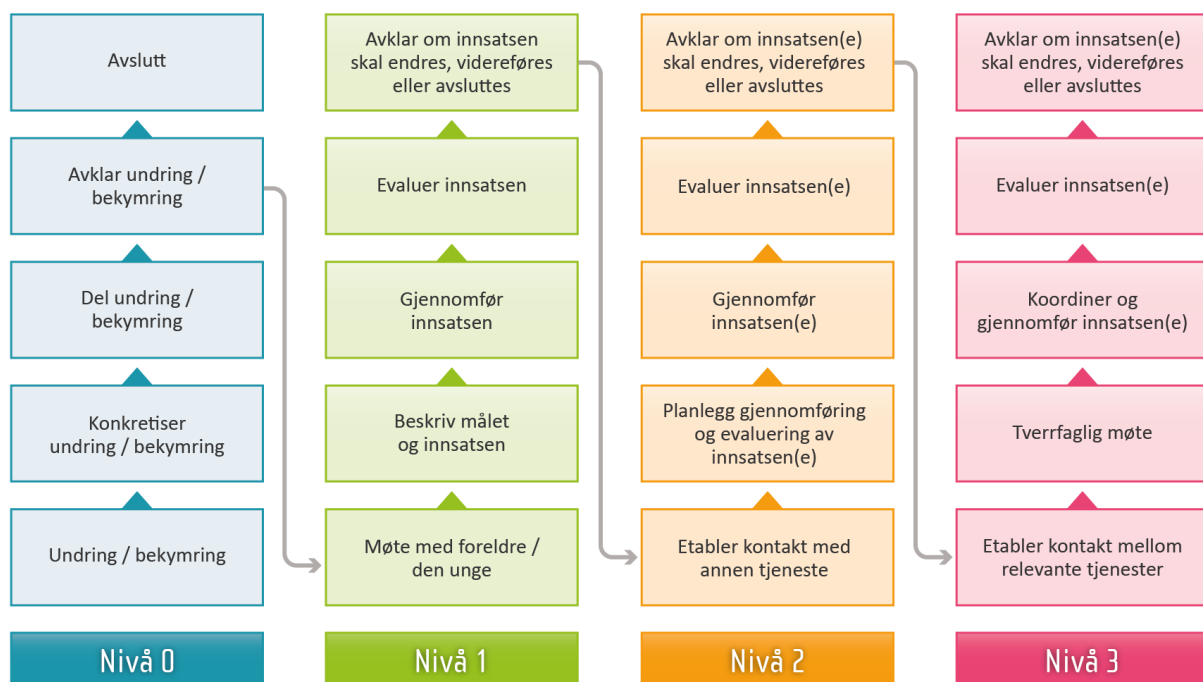 Avslutt
Avklar undring /
bekymring
Del undring /
bekymring
Konkretiser
undring / bekymring
Undring / bekymring
Nivå 0
Avklar om innsatsen
skal endres, videreføres
eller avsluttes
Evaluer innsatsen
Gjennomfør
innsatsen
Beskriv målet
og innsatsen
Møte med foreldre /
den unge
Nivå 1
Avklar om innsatsen(e)
skal endres, videreføres
eller avsluttes
Evaluer innsatsen(e)
Gjennomfør
innsatsen(e)
Planlegg gjennomføring
og evaluering av
innsatsen(e)
Etabler kontakt med
annen tjeneste
Nivå 2
Avklar om innsatsen(e)
skal endres, videreføres
eller avsluttes
Evaluer innsatsen(e)
Koordiner og
gjennomfør innsatsen(e)
Tverrfaglig møte
Etabler kontakt mellom
relevante tjenester
Nivå 3